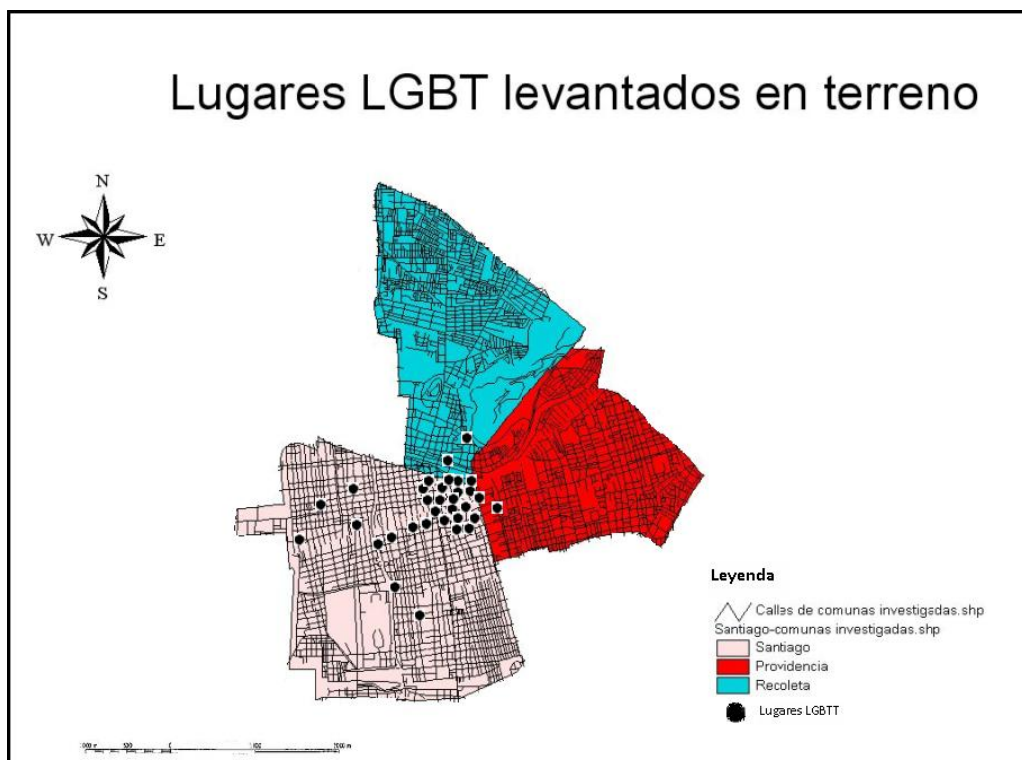 Lugares LGBT levantados en terreno
N
W E
S
Leyenda
Calles de comunas investigadas.shp
Santiago-comunas investigadas.shp
Santiago
Providencia
Recoleta
Lugares LGBTT